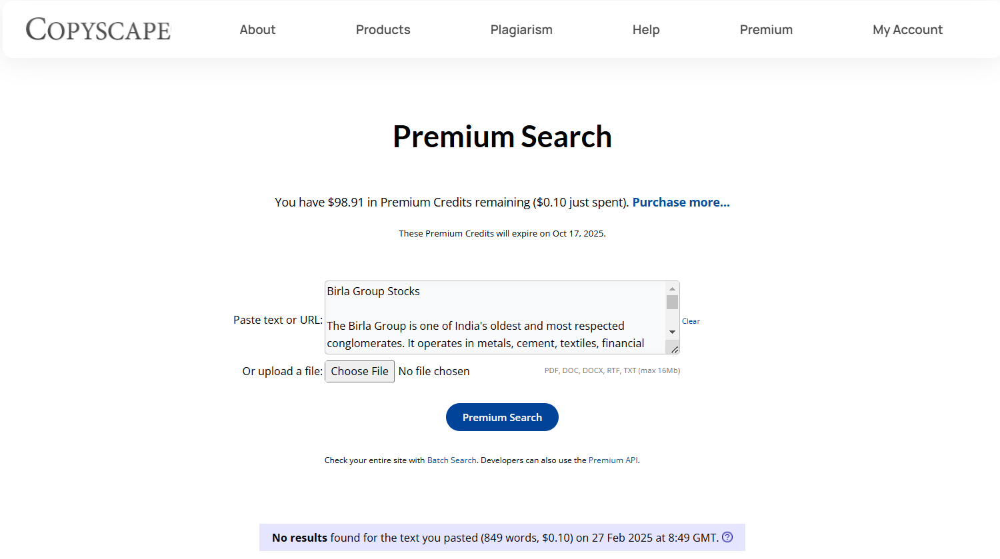 COPYSCAPE
About
Products
Plagiarism
Help
Premium
My Account
Premium Search
You have $98.91 in Premium Credits remaining ($0.10 just spent). Purchase more...
These Premium Credits will expire on Oct 17, 2025.
Paste text or URL:
Birla Group Stocks
The Birla Group is one of India's oldest and most respected
conglomerates. It operates in metals, cement, textiles, financial
Clear
Or upload a file: Choose File No file chosen PDF, DOC, DOCX, RTF, TXT (max 16Mb)
Premium Search
Check your entire site with Batch Search. Developers can also use the Premium API.
No results found for the text you pasted (849 words, $0.10) on 27 Feb 2025 at 8:49 GMT. ?